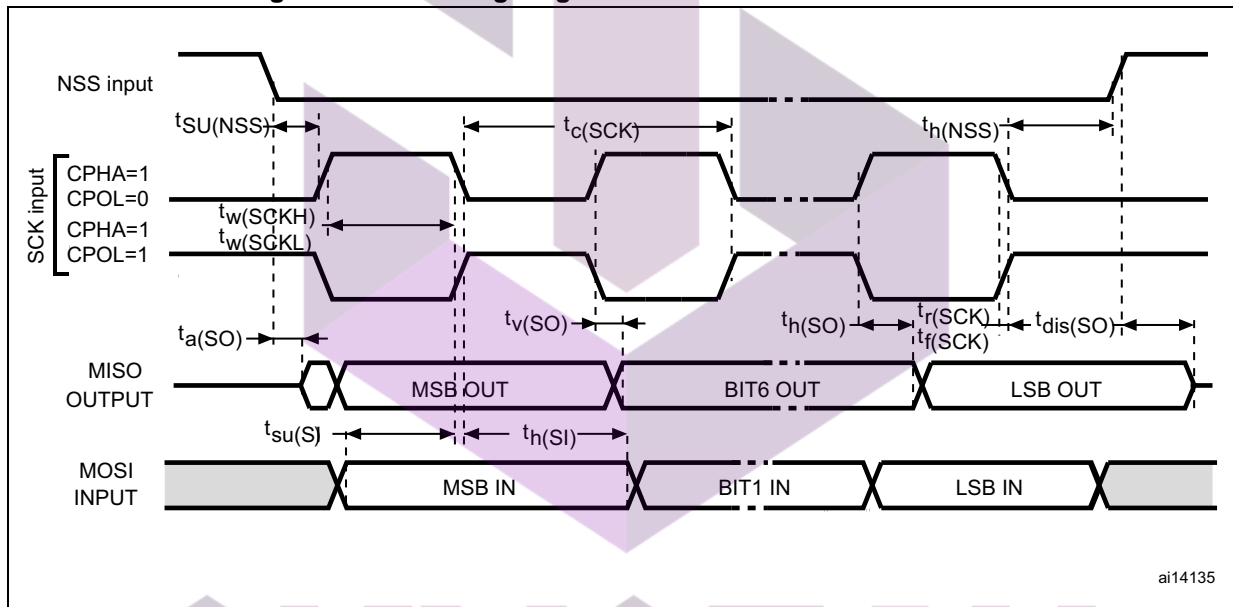 NSS input
tSU(NSS)
tc(SCK)
th(NSS)
SCK input
CPHA=1
CPOL=0
CPHA=1
CPOL=1
tw(SCKH)
tw(SCKL)
ta(SO)
tv(SO)
th(SO)
tr(SCK)
tf(SCK)
tdis(SO)
MISO
OUTPUT
MSB OUT
BIT6 OUT
LSB OUT
tsu(SI)
th(SI)
MOSI
INPUT
MSB IN
BIT1 IN
LSB IN
ai14135